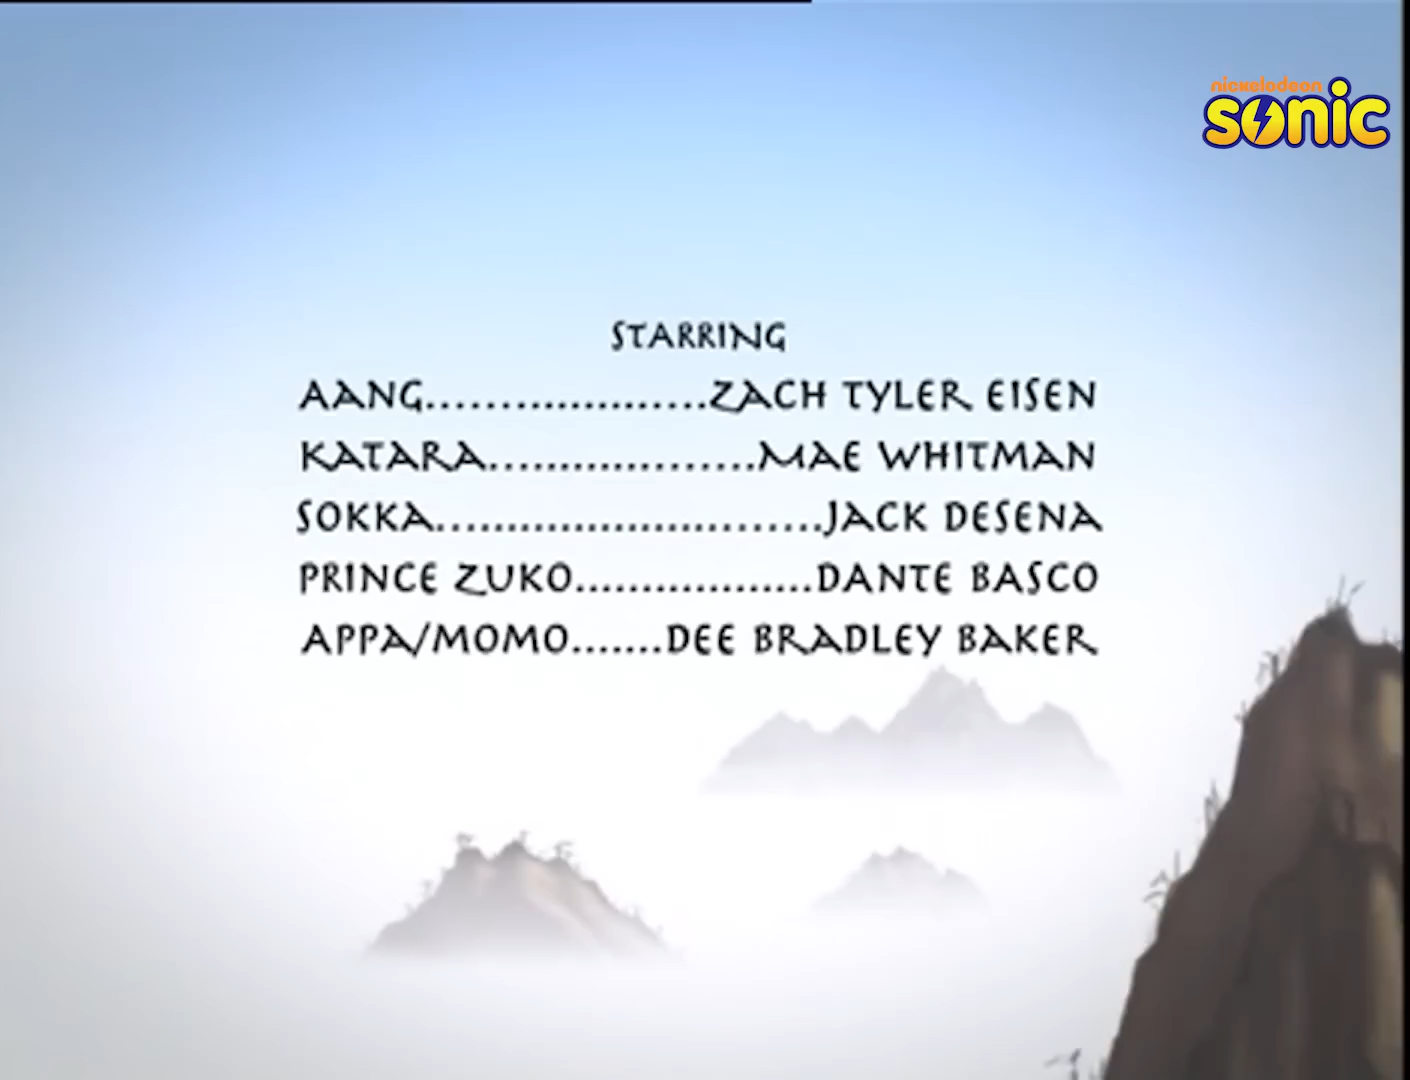 nickelodeon
sonic
STARRING
AANG.........................ZACH TYLER EISEN
KATARA.......................MAE WHITMAN
SOKKA.................................JACK DESENA
PRINCE ZUKO..................DANTE BASCO
APPA/MOMO.......DEE BRADLEY BAKER